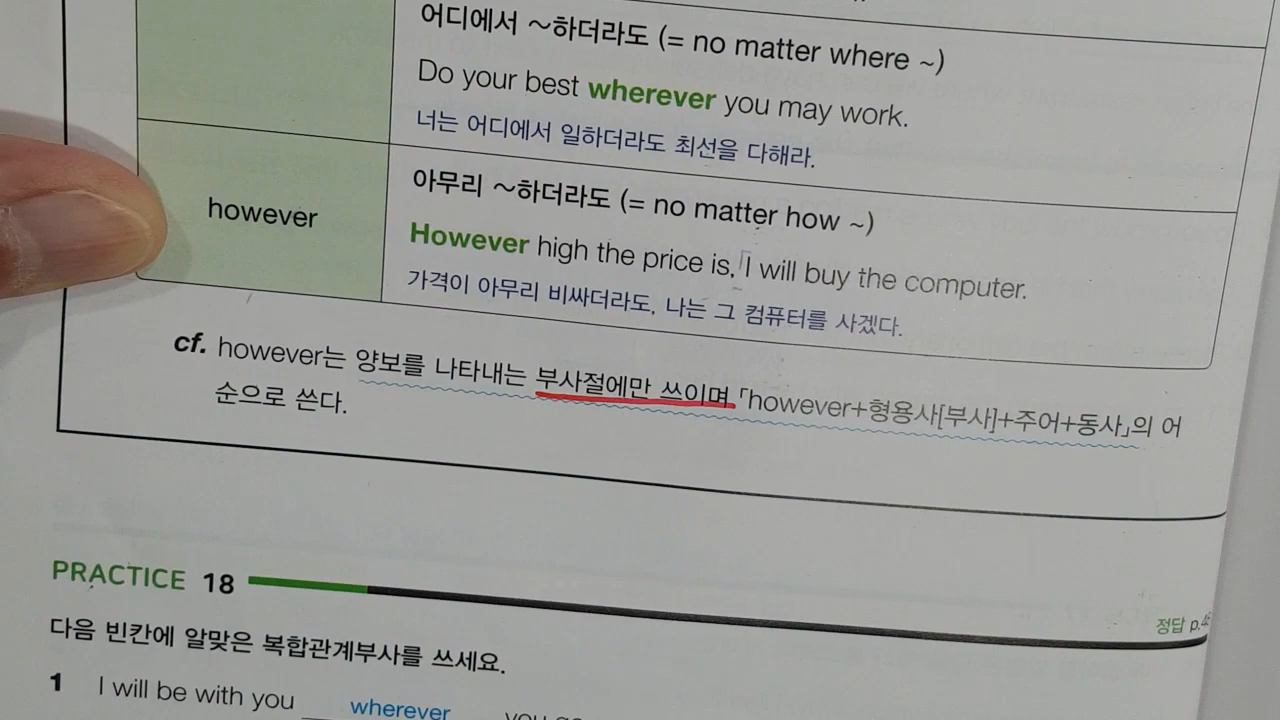 어디에서 ~하더라도 (= no matter where ~)
Do your best wherever you may work.
너는 어디에서 일하더라도 최선을 다해라.
however
아무리 ~하더라도 (= no matter how ~)
However high the price is, I will buy the computer.
가격이 아무리 비싸더라도, 나는 그 컴퓨터를 사겠다.
cf. however는 양보를 나타내는 부사절에만 쓰이며 「however+형용사[부사]+주어+동사」의 어
순으로 쓴다.
PRACTICE 18
정답 p.
다음 빈칸에 알맞은 복합관계부사를 쓰세요.
1 I will be with you wherever you